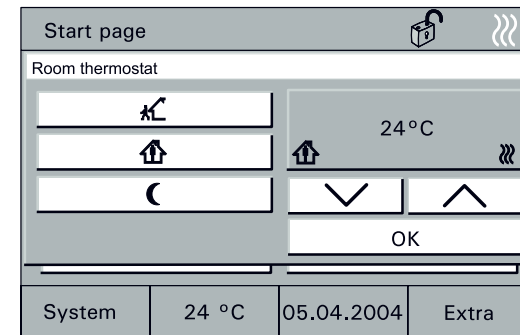 Start page
Room thermostat
24°C
OK
System 24 °C 05.04.2004 Extra